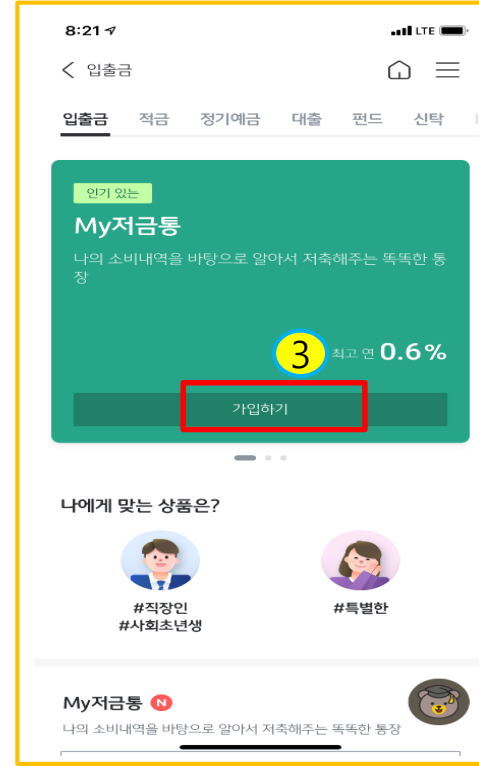 8:21
LTE
입출금
입출금 적금 정기예금 대출 펀드 신탁
인기 있는
My저금통
나의 소비내역을 바탕으로 알아서 저축해주는 똑똑한 통
장
3 최고 연 0.6%
가입하기
나에게 맞는 상품은?
#직장인
#사회초년생
#특별한
My저금통 N
나의 소비내역을 바탕으로 알아서 저축해주는 똑똑한 통장